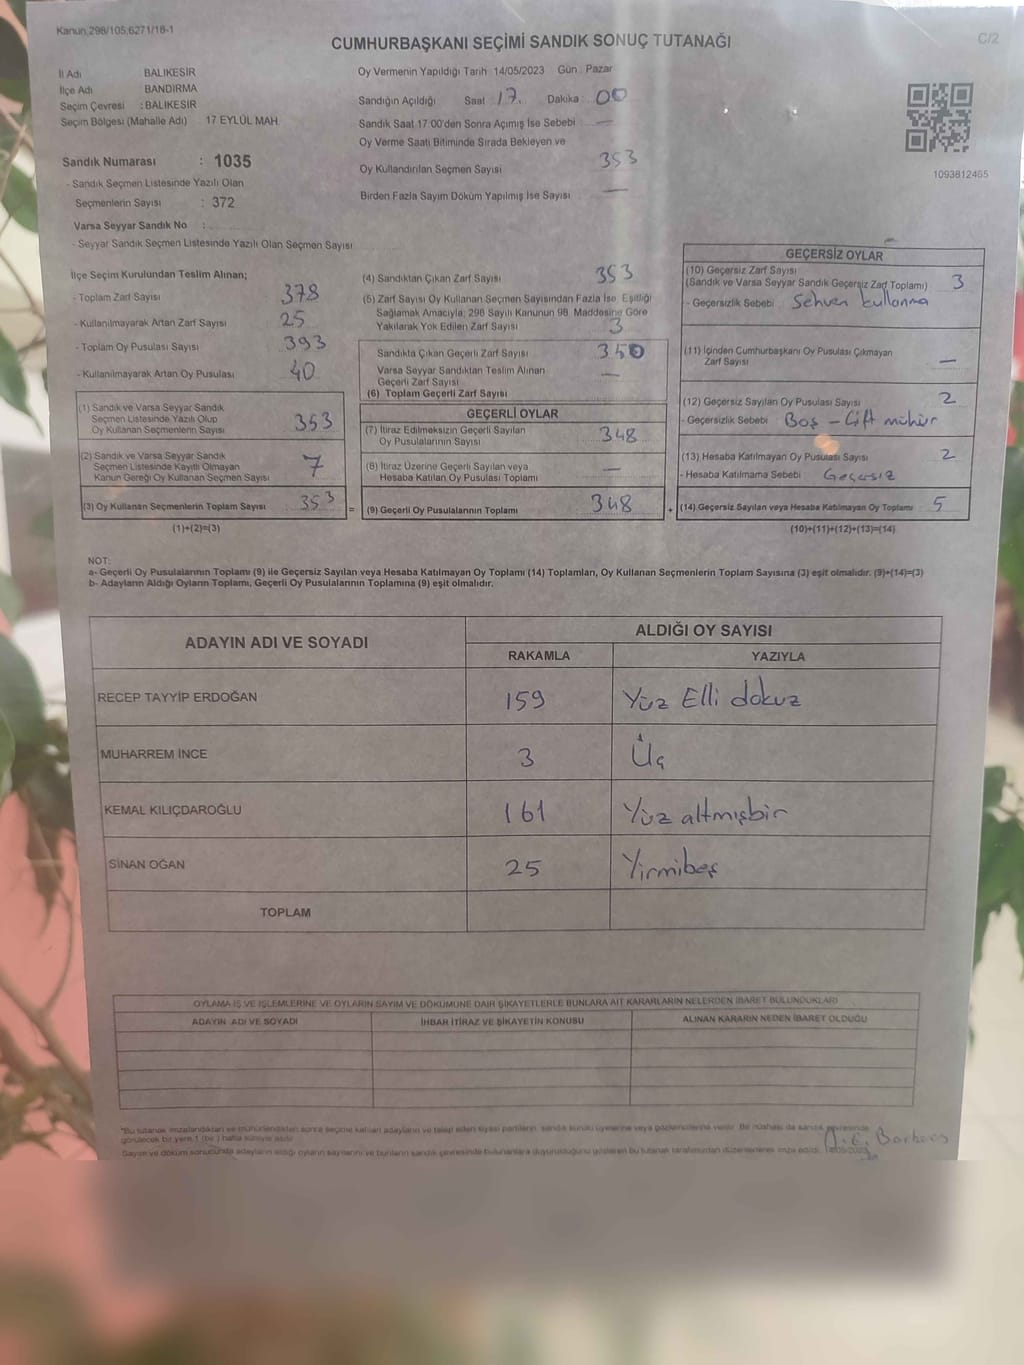 Kanun;298/105;6271/18-1
C/2
CUMHURBAŞKANI SEÇİMİ SANDIK SONUÇ TUTANAĞI
İl Adı BALIKESİR
İlçe Adı BANDIRMA
Seçim Çevresi : BALIKESİR
Seçim Bölgesi (Mahalle Adı) 17 EYLÜL MAH.
Sandık Numarası : 1035
- Sandık Seçmen Listesinde Yazılı Olan
Seçmenlerin Sayısı : 372
Varsa Seyyar Sandık No :
- Seyyar Sandık Seçmen Listesinde Yazılı Olan Seçmen Sayısı
Oy Vermenin Yapıldığı Tarih 14/05/2023 Gün Pazar
Sandığın Açıldığı Saat : 17. Dakika : 00
Sandık Saat 17:00'den Sonra Açımış İse Sebebi : —
Oy Verme Saati Bitiminde Sırada Bekleyen ve
Oy Kullandırılan Seçmen Sayısı 353
Birden Fazla Sayım Döküm Yapılmış İse Sayısı —
1093812465
İlçe Seçim Kurulundan Teslim Alınan;
- Toplam Zarf Sayısı 378
- Kullanılmayarak Artan Zarf Sayısı 25
- Toplam Oy Pusulası Sayısı 393
- Kullanılmayarak Artan Oy Pusulası 40
(1) Sandık ve Varsa Seyyar Sandık
Seçmen Listesinde Yazılı Olup
Oy Kullanan Seçmenlerin Sayısı 353
(2) Sandık ve Varsa Seyyar Sandık
Seçmen Listesinde Kayıtlı Olmayan
Kanun Gereği Oy Kullanan Seçmen Sayısı 7
(3) Oy Kullanan Seçmenlerin Toplam Sayısı 353
(1)+(2)=(3)
(4) Sandıktan Çıkan Zarf Sayısı 353
(5) Zarf Sayısı Oy Kullanan Seçmen Sayısından Fazla İse, Eşitliği
Sağlamak Amacıyla; 298 Sayılı Kanunun 98. Maddesine Göre
Yakılarak Yok Edilen Zarf Sayısı 3
Sandıkta Çıkan Geçerli Zarf Sayısı 350
Varsa Seyyar Sandıktan Teslim Alınan
Geçerli Zarf Sayısı —
(6) Toplam Geçerli Zarf Sayısı
GEÇERLİ OYLAR
(7) İtiraz Edilmeksizin Geçerli Sayılan
Oy Pusulalarının Sayısı 348
(8) İtiraz Üzerine Geçerli Sayılan veya
Hesaba Katılan Oy Pusulası Toplamı —
= (9) Geçerli Oy Pusulalarının Toplamı 348
GEÇERSİZ OYLAR
(10) Geçersiz Zarf Sayısı
(Sandık ve Varsa Seyyar Sandık Geçersiz Zarf Toplamı) 3
- Geçersizlik Sebebi Sehven kullanma
(11) İçinden Cumhurbaşkanı Oy Pusulası Çıkmayan
Zarf Sayısı —
(12) Geçersiz Sayılan Oy Pusulası Sayısı 2
- Geçersizlik Sebebi Boş - Çift mühür
(13) Hesaba Katılmayan Oy Pusulası Sayısı 2
- Hesaba Katılmama Sebebi Geçersiz
+ (14) Geçersiz Sayılan veya Hesaba Katılmayan Oy Toplamı 5
(10)+(11)+(12)+(13)=(14)
NOT:
a- Geçerli Oy Pusulalarının Toplamı (9) ile Geçersiz Sayılan veya Hesaba Katılmayan Oy Toplamı (14) Toplamları, Oy Kullanan Seçmenlerin Toplam Sayısına (3) eşit olmalıdır. (9)+(14)=(3)
b- Adayların Aldığı Oyların Toplamı, Geçerli Oy Pusulalarının Toplamına (9) eşit olmalıdır.
ADAYIN ADI VE SOYADI ALDIĞI OY SAYISI
RAKAMLA YAZIYLA
RECEP TAYYİP ERDOĞAN 159 Yüz Elli dokuz
MUHARREM İNCE 3 Üç
KEMAL KILIÇDAROĞLU 161 Yüz altmışbir
SİNAN OĞAN 25 Yirmibeş
TOPLAM
OYLAMA İŞ VE İŞLEMLERİNE VE OYLARIN SAYIM VE DÖKÜMÜNE DAİR ŞİKAYETLERLE BUNLARA AİT KARARLARIN NELERDEN İBARET BULUNDUKLARI
ADAYIN ADI VE SOYADI İHBAR İTİRAZ VE ŞİKAYETİN KONUSU ALINAN KARARIN NEDEN İBARET OLDUĞU
*Bu tutanak imzalandıktan ve mühürlendikten sonra seçime katılan adayların ve talep eden siyasi partilerin, sandık kurulu üyelerine veya gözlemcilerine verilir. Bir nüshası da sandık çevresinde
görülecek bir yere 1 (bir) hafta süreyle asılır.
Sayım ve döküm sonucunda adayların aldığı oyların sayılarını ve bunların sandık çevresinde bulunanlara duyurulduğunu gösteren bu tutanak tarafımızdan düzenlenerek imza edildi.